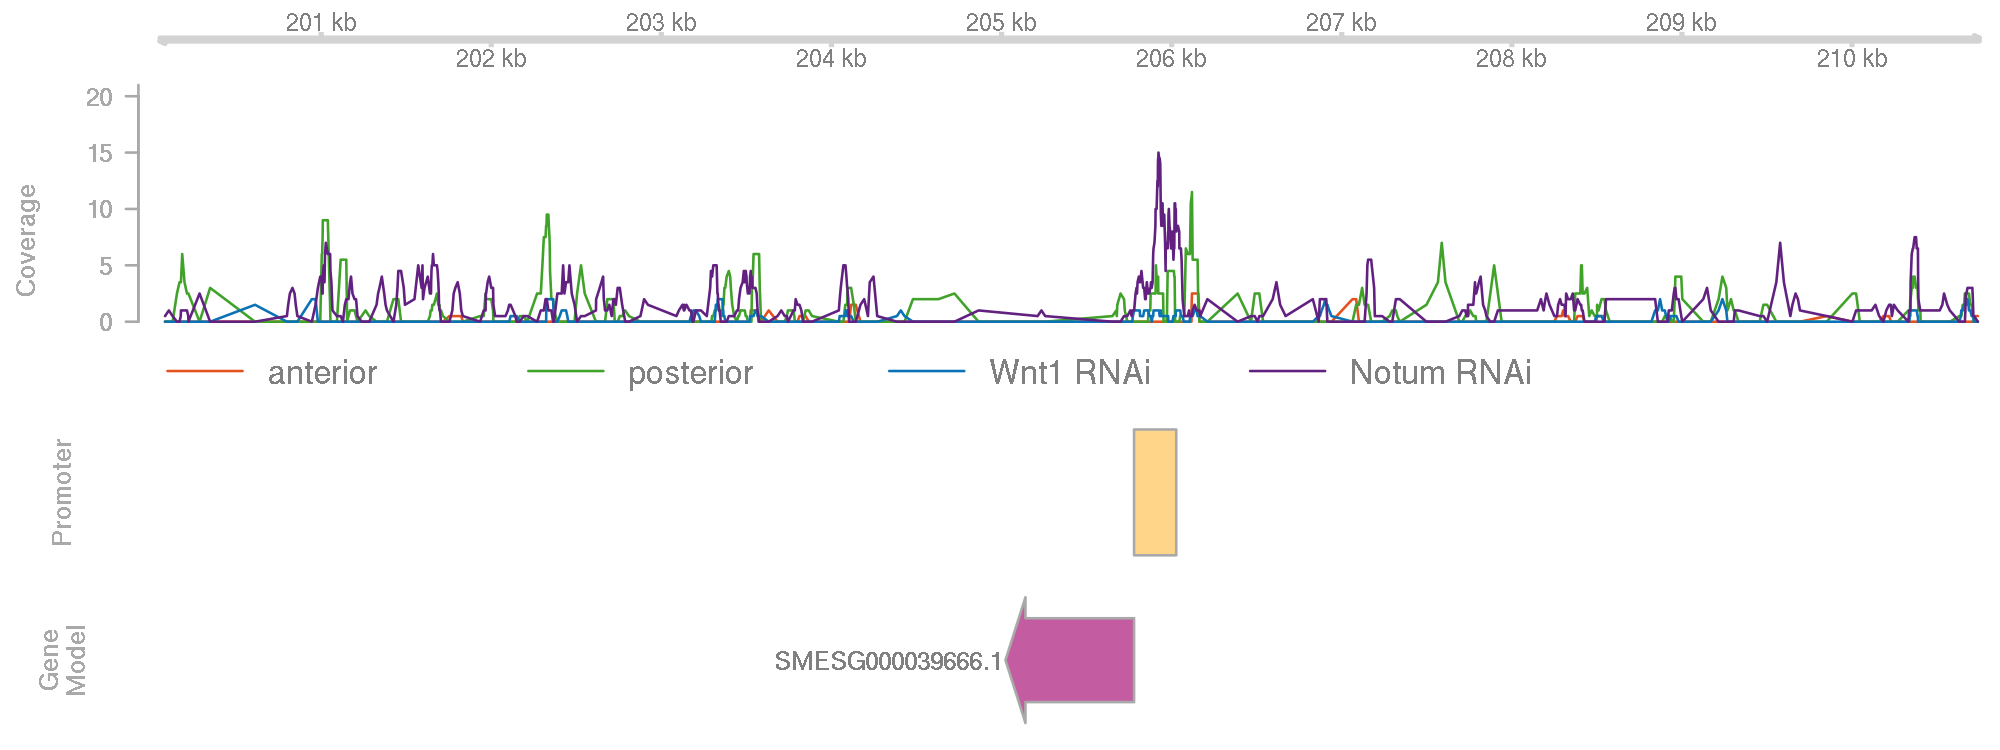 201 kb 203 kb 205 kb 207 kb 209 kb
202 kb 204 kb 206 kb 208 kb 210 kb
Coverage
20
15
10
5
0
anterior posterior Wnt1 RNAi Notum RNAi
Promoter
Gene
Model
SMESG000039666.1